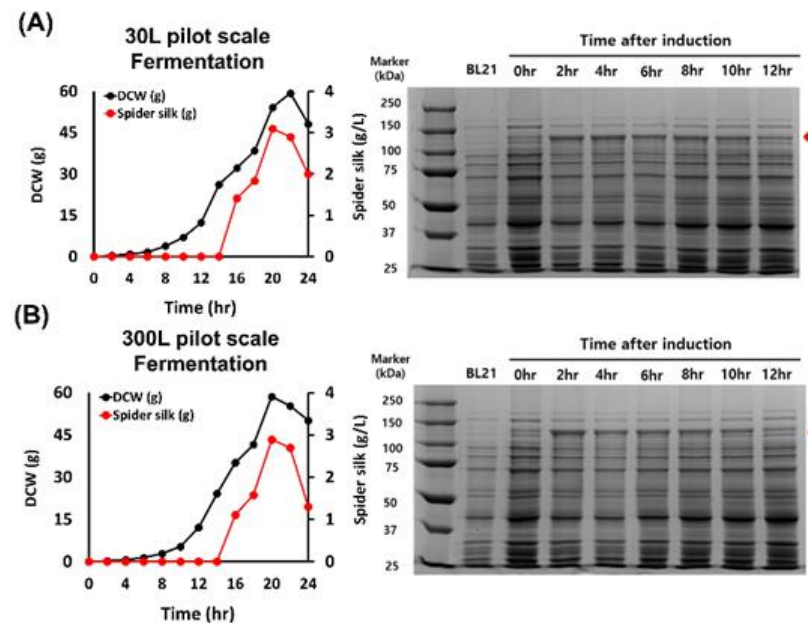 (A)
30L pilot scale
Fermentation
DCW (g)
Spider silk (g)
60
45
30
15
0
4
3
2
1
0
DCW (g)
Spider silk (g/L)
0 4 8 12 16 20 24
Time (hr)
Time after induction
Marker
(kDa)
BL21 0hr 2hr 4hr 6hr 8hr 10hr 12hr
250
150
100
75
50
37
25
(B)
300L pilot scale
Fermentation
DCW (g)
Spider silk (g)
60
45
30
15
0
4
3
2
1
0
DCW (g)
Spider silk (g/L)
0 4 8 12 16 20 24
Time (hr)
Time after induction
Marker
(kDa)
BL21 0hr 2hr 4hr 6hr 8hr 10hr 12hr
250
150
100
75
50
37
25